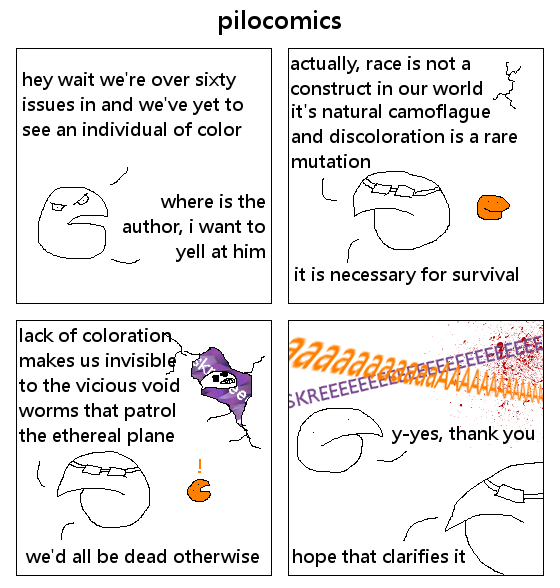 pilocomics
hey wait we're over sixty
issues in and we've yet to
see an individual of color
where is the
author, i want to
yell at him
actually, race is not a
construct in our world
it's natural camoflague
and discoloration is a rare
mutation
it is necessary for survival
lack of coloration
makes us invisible
to the vicious void
worms that patrol
the ethereal plane
!
we'd all be dead otherwise
y-yes, thank you
hope that clarifies it